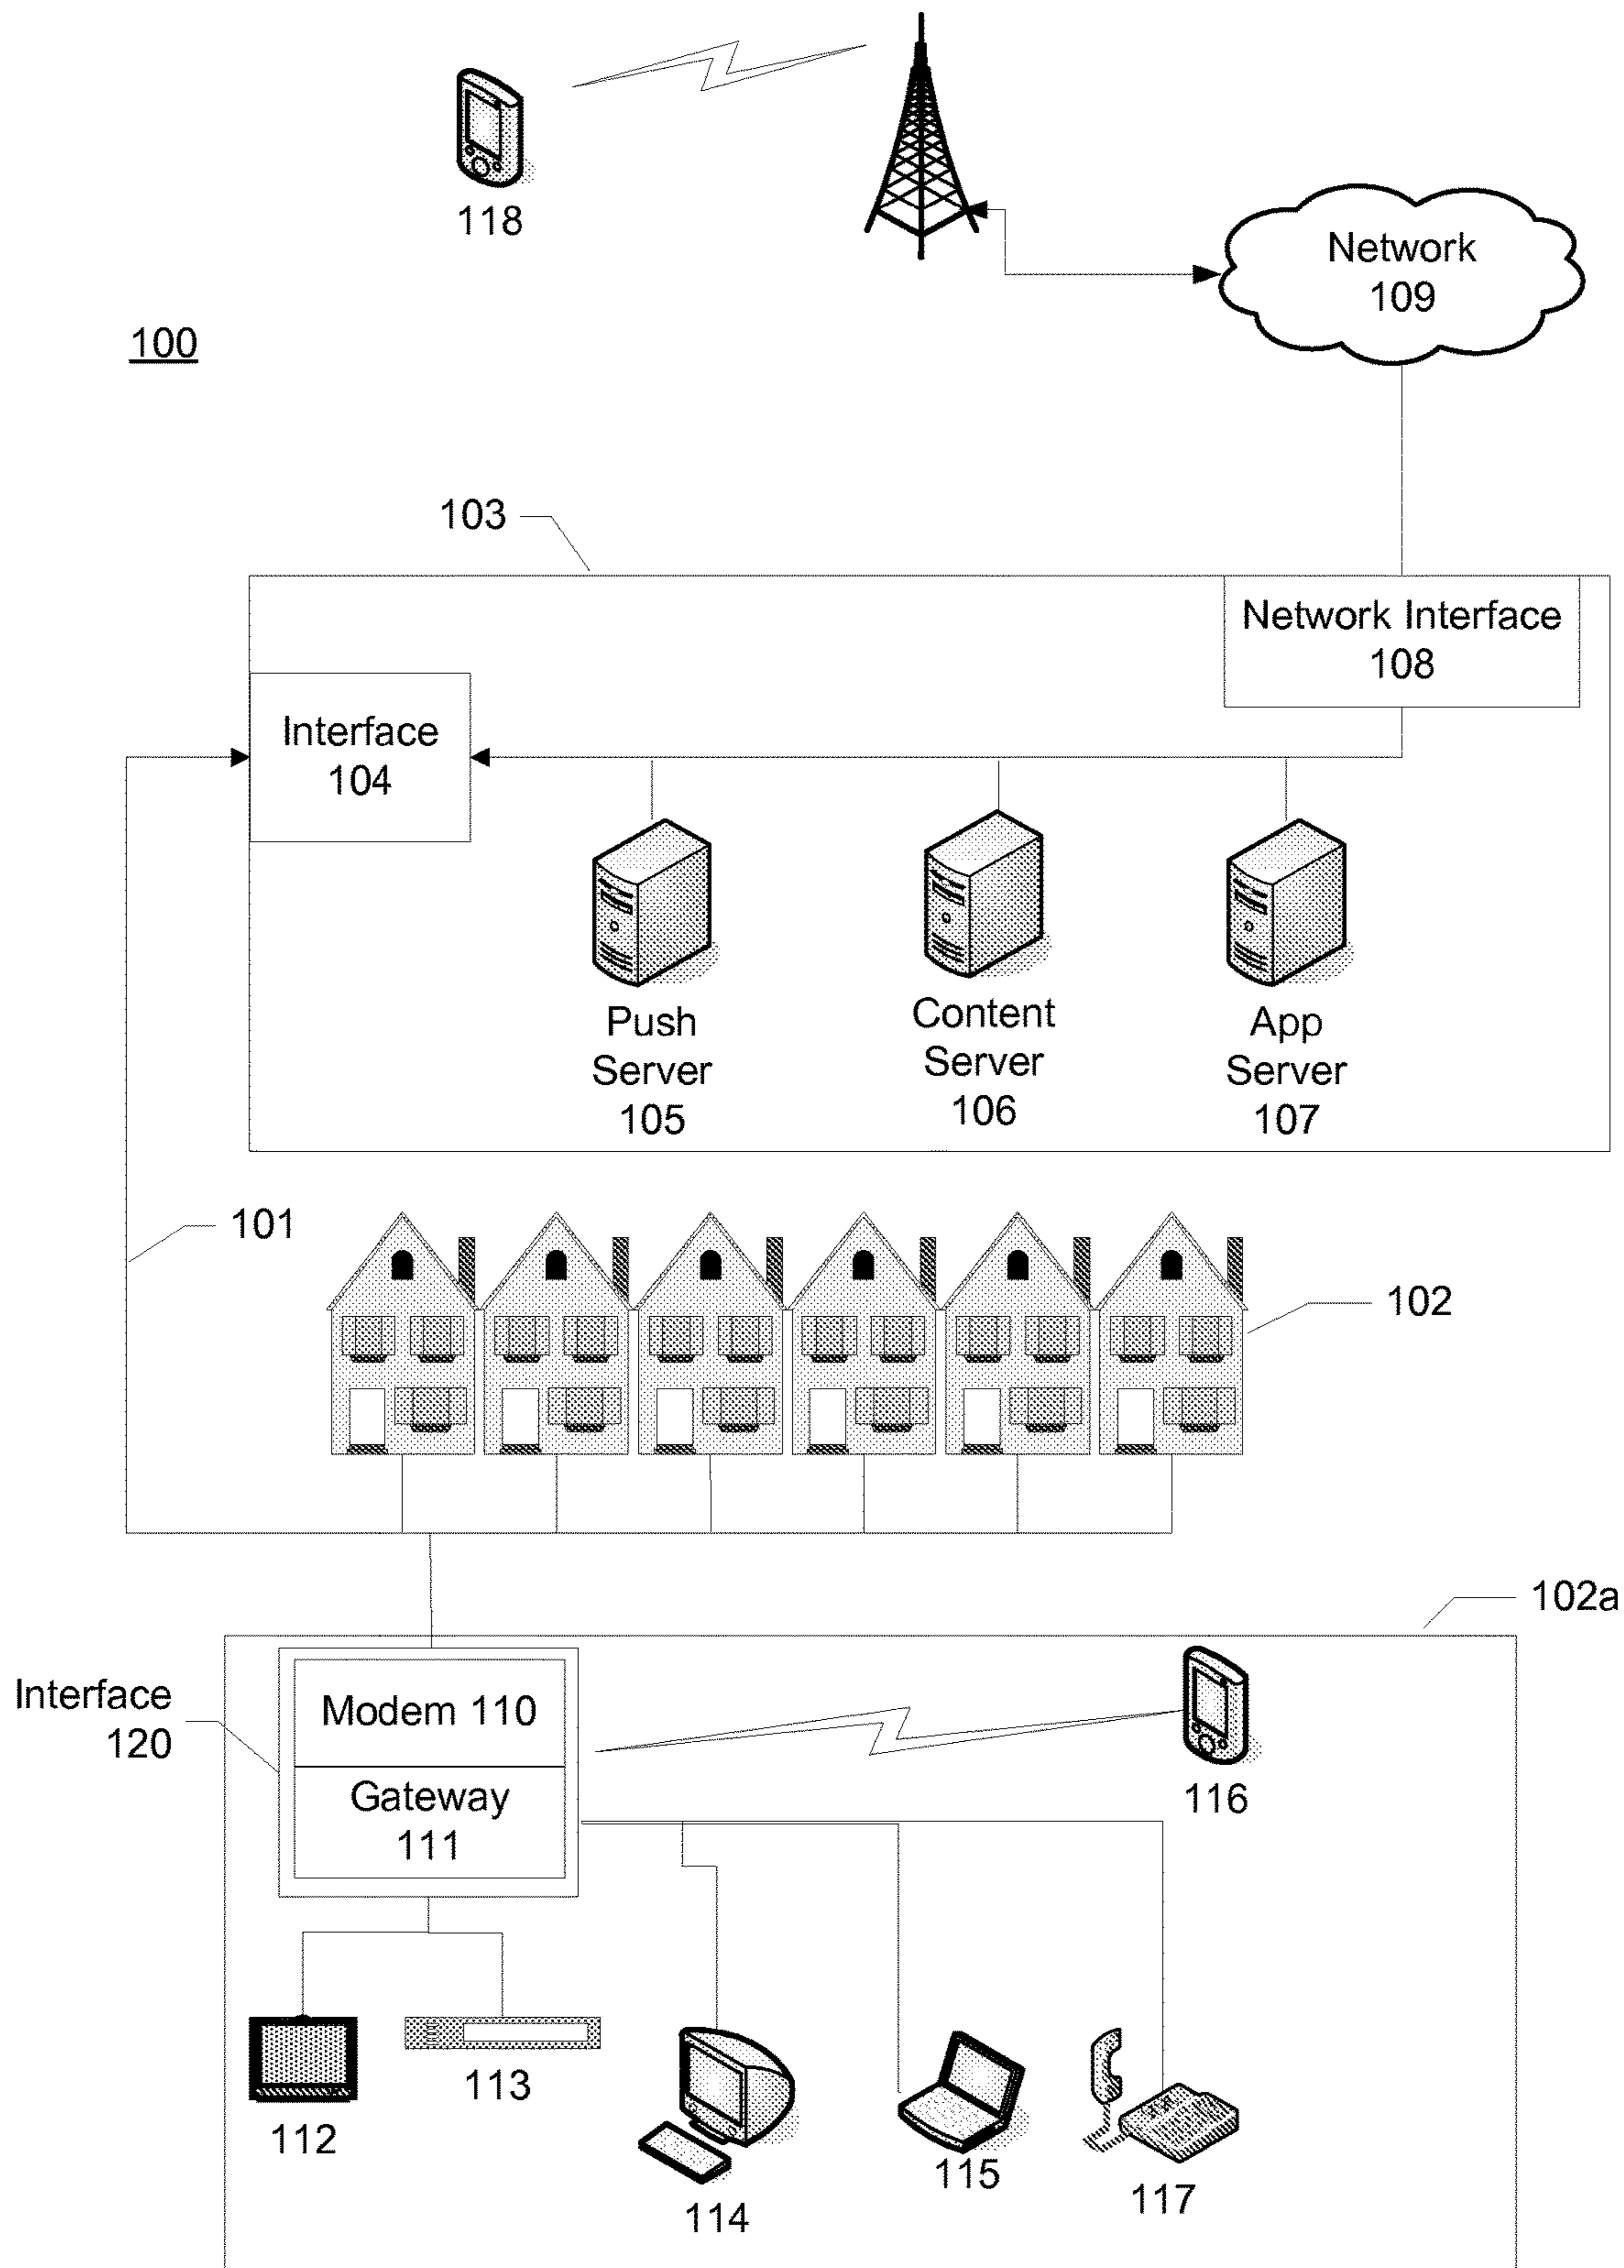 118
Network
109
100
103
Network Interface
108
Interface
104
Push
Server
105
Content
Server
106
App
Server
107
101
102
102a
Interface
120
Modem 110
Gateway
111
116
112
113
114
115
117